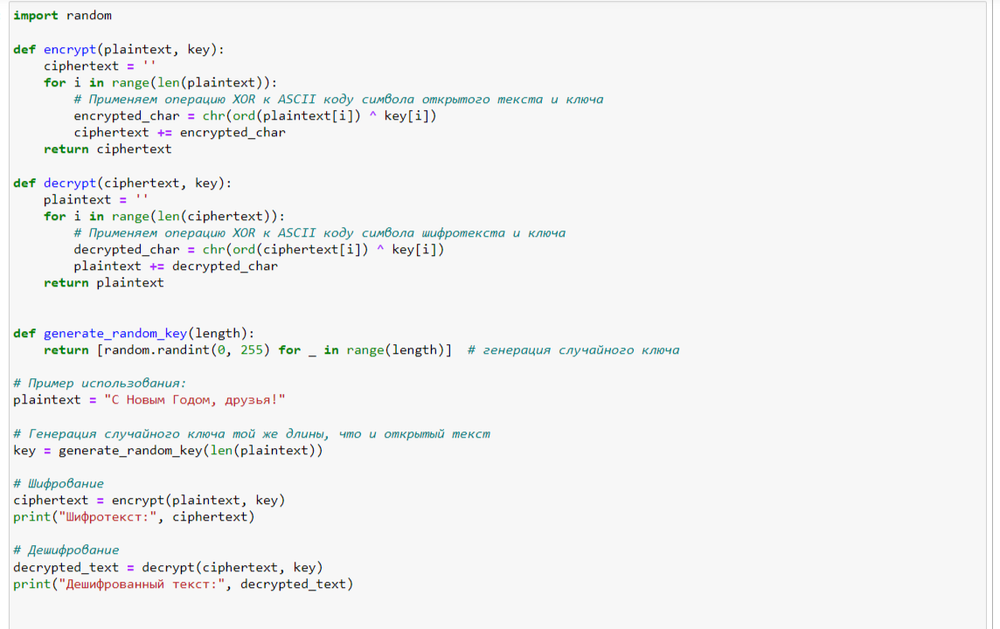 import random
def encrypt(plaintext, key):
    ciphertext = ''
    for i in range(len(plaintext)):
        # Применяем операцию XOR к ASCII коду символа открытого текста и ключа
        encrypted_char = chr(ord(plaintext[i]) ^ key[i])
        ciphertext += encrypted_char
    return ciphertext
def decrypt(ciphertext, key):
    plaintext = ''
    for i in range(len(ciphertext)):
        # Применяем операцию XOR к ASCII коду символа шифротекста и ключа
        decrypted_char = chr(ord(ciphertext[i]) ^ key[i])
        plaintext += decrypted_char
    return plaintext
def generate_random_key(length):
    return [random.randint(0, 255) for _ in range(length)]  # генерация случайного ключа
# Пример использования:
plaintext = "С Новым Годом, друзья!"
# Генерация случайного ключа той же длины, что и открытый текст
key = generate_random_key(len(plaintext))
# Шифрование
ciphertext = encrypt(plaintext, key)
print("Шифротекст:", ciphertext)
# Дешифрование
decrypted_text = decrypt(ciphertext, key)
print("Дешифрованный текст:", decrypted_text)